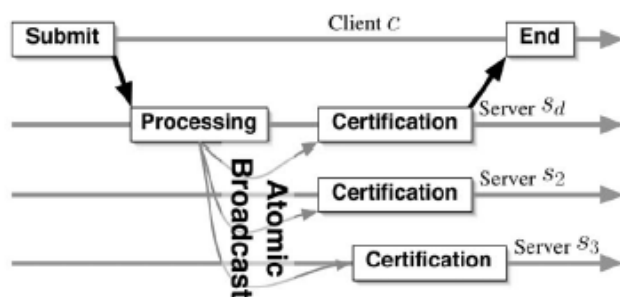 Submit
Client C
End
Processing
Certification
Server Sd
Atomic
Broadcast
Certification
Server S2
Certification
Server S3